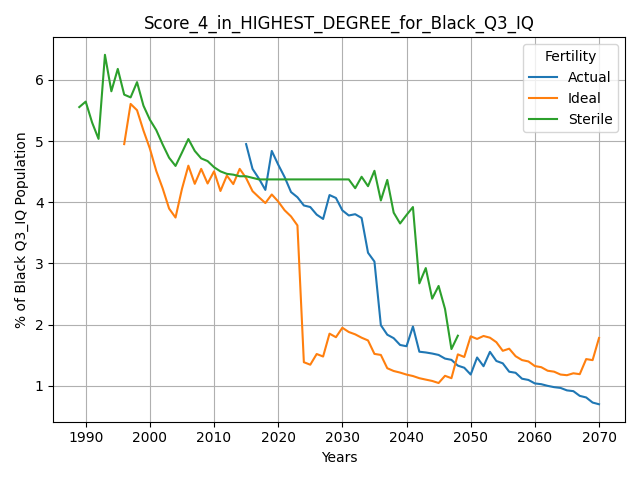 Score_4_in_HIGHEST_DEGREE_for_Black_Q3_IQ
Fertility
Actual
Ideal
Sterile
% of Black Q3_IQ Population
6
5
4
3
2
1
1990 2000 2010 2020 2030 2040 2050 2060 2070
Years